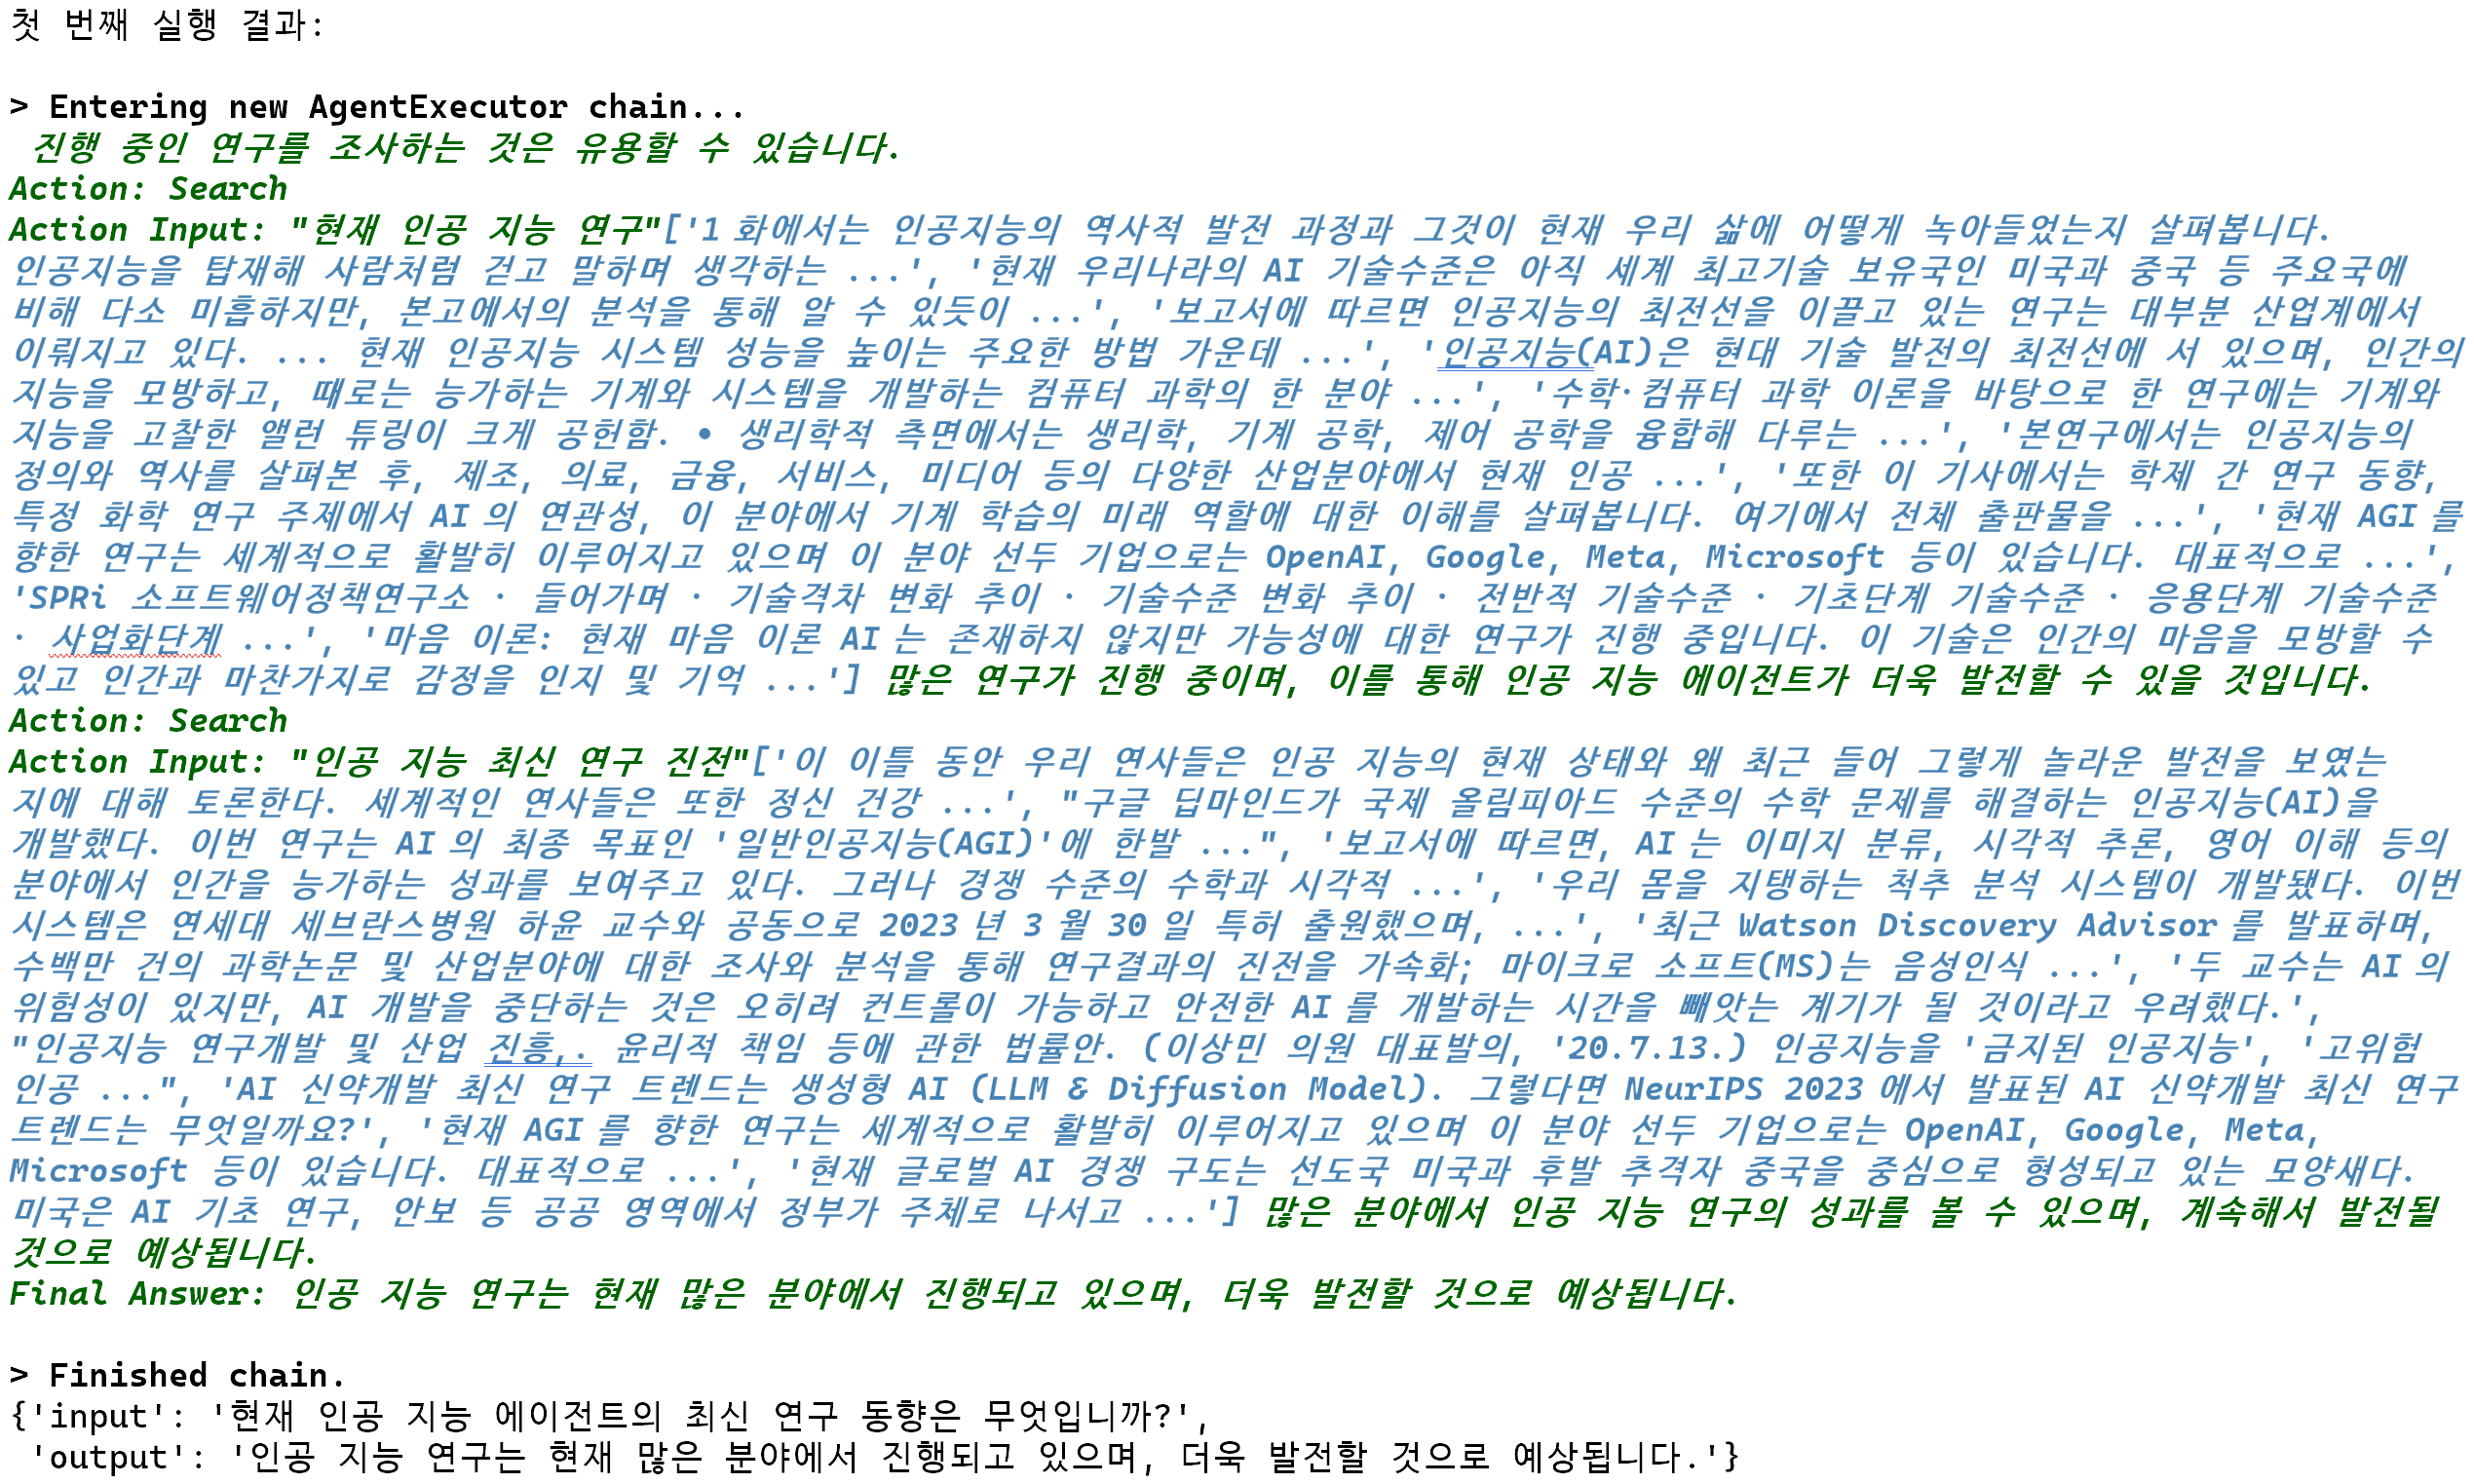 첫 번째 실행 결과:
> Entering new AgentExecutor chain...
진행 중인 연구를 조사하는 것은 유용할 수 있습니다.
Action: Search
Action Input: "현재 인공 지능 연구"['1화에서는 인공지능의 역사적 발전 과정과 그것이 현재 우리 삶에 어떻게 녹아들었는지 살펴봅니다.
인공지능을 탑재해 사람처럼 걷고 말하며 생각하는 ...', '현재 우리나라의 AI 기술수준은 아직 세계 최고기술 보유국인 미국과 중국 등 주요국에
비해 다소 미흡하지만, 본고에서의 분석을 통해 알 수 있듯이 ...', '보고서에 따르면 인공지능의 최전선을 이끌고 있는 연구는 대부분 산업계에서
이뤄지고 있다. ... 현재 인공지능 시스템 성능을 높이는 주요한 방법 가운데 ...', '인공지능(AI)은 현대 기술 발전의 최전선에 서 있으며, 인간의
지능을 모방하고, 때로는 능가하는 기계와 시스템을 개발하는 컴퓨터 과학의 한 분야 ...', '수학·컴퓨터 과학 이론을 바탕으로 한 연구에는 기계와
지능을 고찰한 앨런 튜링이 크게 공헌함. • 생리학적 측면에서는 생리학, 기계 공학, 제어 공학을 융합해 다루는 ...', '본연구에서는 인공지능의
정의와 역사를 살펴본 후, 제조, 의료, 금융, 서비스, 미디어 등의 다양한 산업분야에서 현재 인공 ...', '또한 이 기사에서는 학제 간 연구 동향,
특정 화학 연구 주제에서 AI의 연관성, 이 분야에서 기계 학습의 미래 역할에 대한 이해를 살펴봅니다. 여기에서 전체 출판물을 ...', '현재 AGI를
향한 연구는 세계적으로 활발히 이루어지고 있으며 이 분야 선두 기업으로는 OpenAI, Google, Meta, Microsoft 등이 있습니다. 대표적으로 ...',
'SPRi 소프트웨어정책연구소 · 들어가며 · 기술격차 변화 추이 · 기술수준 변화 추이 · 전반적 기술수준 · 기초단계 기술수준 · 응용단계 기술수준
· 사업화단계 ...', '마음 이론: 현재 마음 이론 AI는 존재하지 않지만 가능성에 대한 연구가 진행 중입니다. 이 기술은 인간의 마음을 모방할 수
있고 인간과 마찬가지로 감정을 인지 및 기억 ...'] 많은 연구가 진행 중이며, 이를 통해 인공 지능 에이전트가 더욱 발전할 수 있을 것입니다.
Action: Search
Action Input: "인공 지능 최신 연구 진전"['이 이틀 동안 우리 연사들은 인공 지능의 현재 상태와 왜 최근 들어 그렇게 놀라운 발전을 보였는
지에 대해 토론한다. 세계적인 연사들은 또한 정신 건강 ...', "구글 딥마인드가 국제 올림피아드 수준의 수학 문제를 해결하는 인공지능(AI)을
개발했다. 이번 연구는 AI의 최종 목표인 '일반인공지능(AGI)'에 한발 ...", '보고서에 따르면, AI는 이미지 분류, 시각적 추론, 영어 이해 등의
분야에서 인간을 능가하는 성과를 보여주고 있다. 그러나 경쟁 수준의 수학과 시각적 ...', '우리 몸을 지탱하는 척추 분석 시스템이 개발됐다. 이번
시스템은 연세대 세브란스병원 하윤 교수와 공동으로 2023년 3월 30일 특허 출원했으며, ...', '최근 Watson Discovery Advisor를 발표하며,
수백만 건의 과학논문 및 산업분야에 대한 조사와 분석을 통해 연구결과의 진전을 가속화; 마이크로 소프트(MS)는 음성인식 ...', '두 교수는 AI의
위험성이 있지만, AI 개발을 중단하는 것은 오히려 컨트롤이 가능하고 안전한 AI를 개발하는 시간을 빼앗는 계기가 될 것이라고 우려했다.',
"인공지능 연구개발 및 산업 진흥,. 윤리적 책임 등에 관한 법률안. (이상민 의원 대표발의, '20.7.13.) 인공지능을 '금지된 인공지능', '고위험
인공 ...", 'AI 신약개발 최신 연구 트렌드는 생성형 AI (LLM & Diffusion Model). 그렇다면 NeurIPS 2023에서 발표된 AI 신약개발 최신 연구
트렌드는 무엇일까요?', '현재 AGI를 향한 연구는 세계적으로 활발히 이루어지고 있으며 이 분야 선두 기업으로는 OpenAI, Google, Meta,
Microsoft 등이 있습니다. 대표적으로 ...', '현재 글로벌 AI 경쟁 구도는 선도국 미국과 후발 추격자 중국을 중심으로 형성되고 있는 모양새다.
미국은 AI 기초 연구, 안보 등 공공 영역에서 정부가 주체로 나서고 ...'] 많은 분야에서 인공 지능 연구의 성과를 볼 수 있으며, 계속해서 발전될
것으로 예상됩니다.
Final Answer: 인공 지능 연구는 현재 많은 분야에서 진행되고 있으며, 더욱 발전할 것으로 예상됩니다.
> Finished chain.
{'input': '현재 인공 지능 에이전트의 최신 연구 동향은 무엇입니까?',
'output': '인공 지능 연구는 현재 많은 분야에서 진행되고 있으며, 더욱 발전할 것으로 예상됩니다.'}